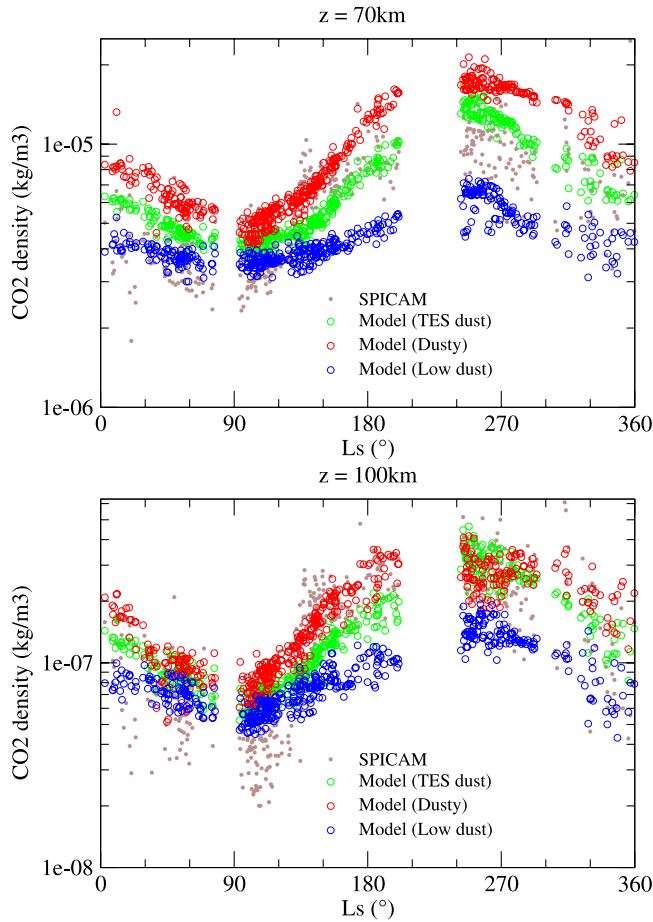 z = 70km
1e-05
CO2 density (kg/m3)
SPICAM
Model (TES dust)
Model (Dusty)
Model (Low dust)
1e-06
0 90 180 270 360
Ls (°)
z = 100km
1e-07
CO2 density (kg/m3)
SPICAM
Model (TES dust)
Model (Dusty)
Model (Low dust)
1e-08
0 90 180 270 360
Ls (°)